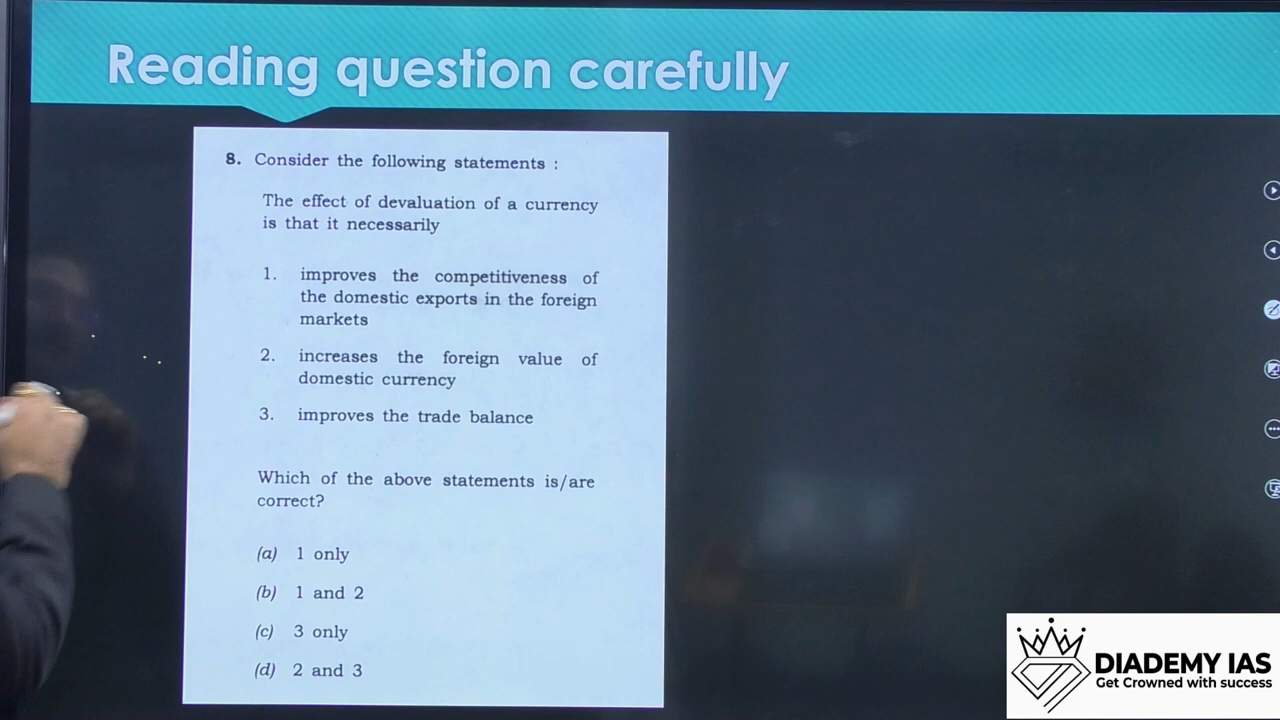 Reading question carefully
8. Consider the following statements :
The effect of devaluation of a currency
is that it necessarily
1. improves the competitiveness of
the domestic exports in the foreign
markets
2. increases the foreign value of
domestic currency
3. improves the trade balance
Which of the above statements is/are
correct?
(a) 1 only
(b) 1 and 2
(c) 3 only
(d) 2 and 3
DIADEMY IAS
Get Crowned with success